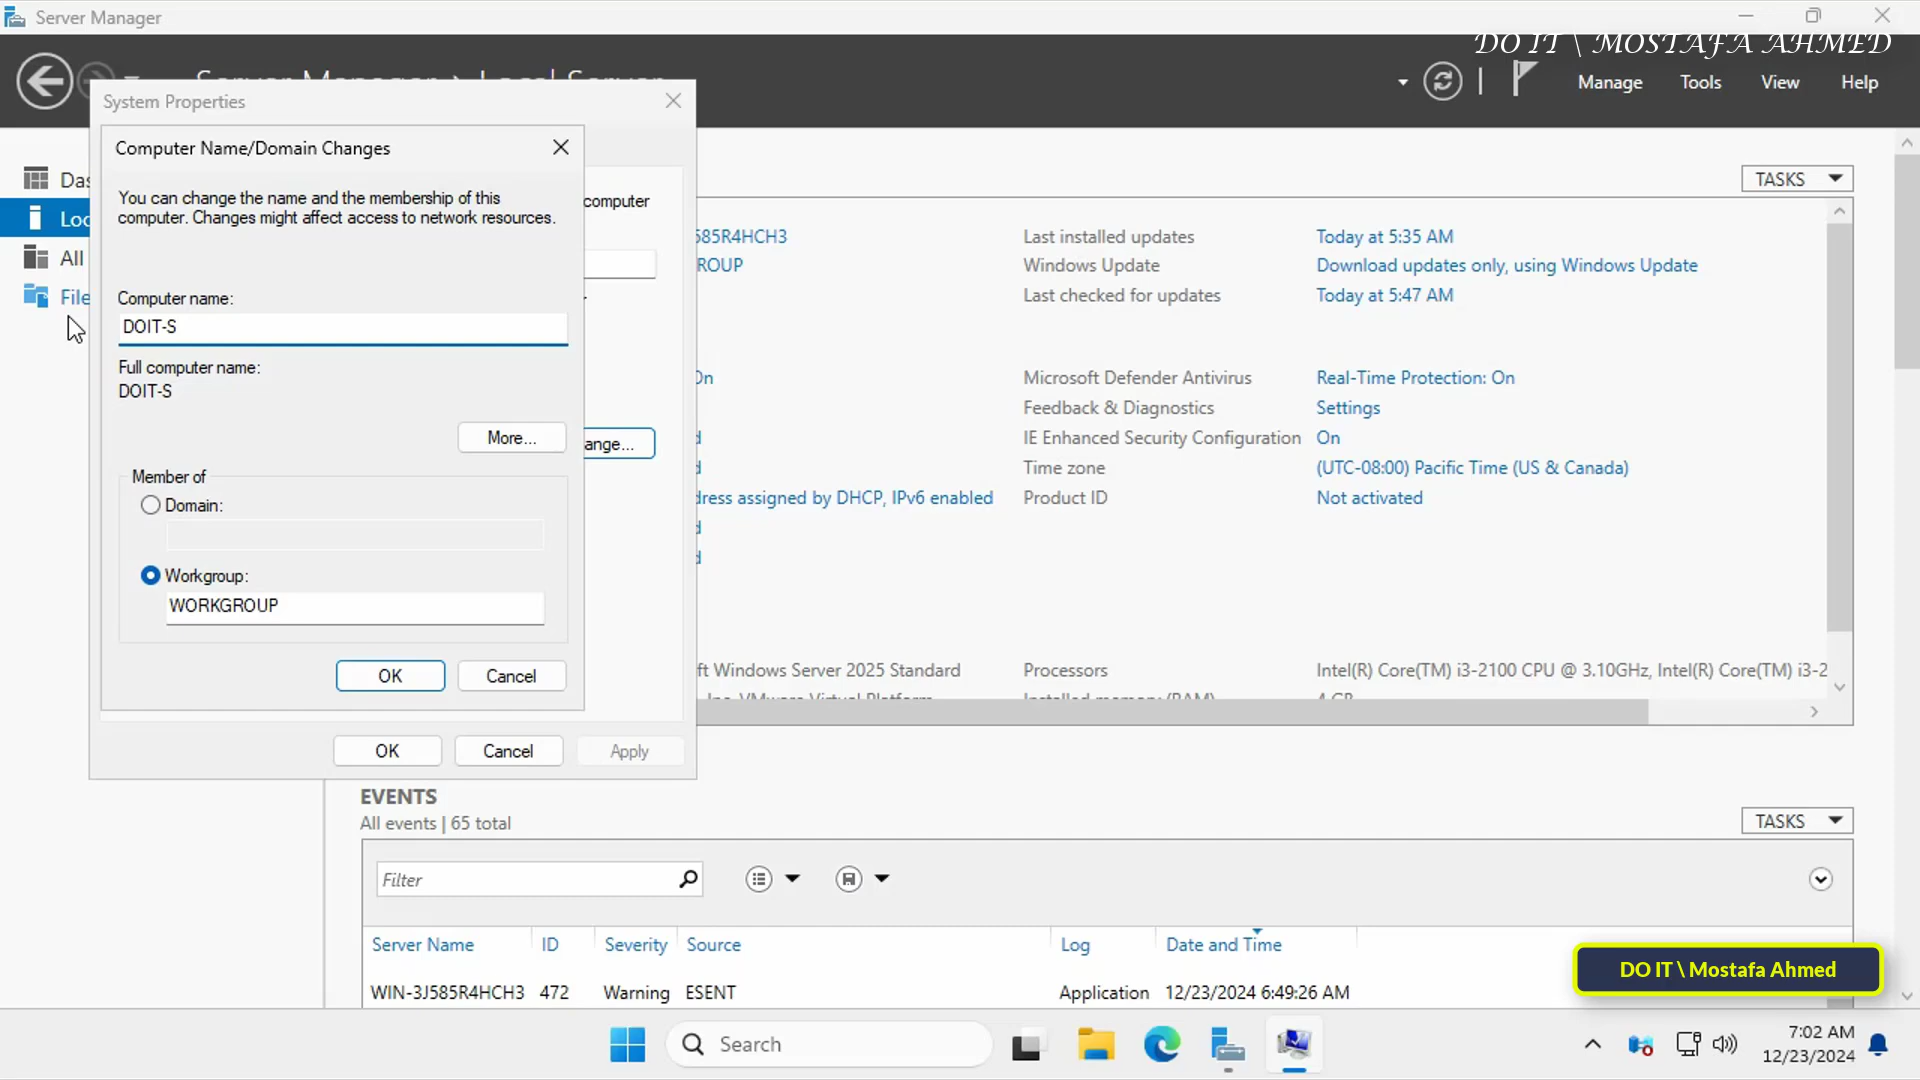 Server Manager
DO IT \ MOSTAFA AHMED
Manage
Tools
View
Help
System Properties
Computer Name/Domain Changes
You can change the name and the membership of this
computer. Changes might affect access to network resources.
computer
Computer name:
DOIT-S
Full computer name:
DOIT-S
More...
ange...
Member of
Domain:
Workgroup:
WORKGROUP
OK
Cancel
OK
Cancel
Apply
Das
Loc
All
File
TASKS
585R4HCH3
ROUP
Last installed updates
Today at 5:35 AM
Windows Update
Download updates only, using Windows Update
Last checked for updates
Today at 5:47 AM
On
Microsoft Defender Antivirus
Real-Time Protection: On
Feedback & Diagnostics
Settings
d
IE Enhanced Security Configuration
On
d
Time zone
(UTC-08:00) Pacific Time (US & Canada)
dress assigned by DHCP, IPv6 enabled
Product ID
Not activated
d
d
ft Windows Server 2025 Standard
Processors
Intel(R) Core(TM) i3-2100 CPU @ 3.10GHz, Intel(R) Core(TM) i3-2
EVENTS
All events | 65 total
TASKS
Filter
Server Name
ID
Severity
Source
Log
Date and Time
WIN-3J585R4HCH3
472
Warning
ESENT
Application
12/23/2024 6:49:26 AM
DO IT \ Mostafa Ahmed
Search
7:02 AM
12/23/2024